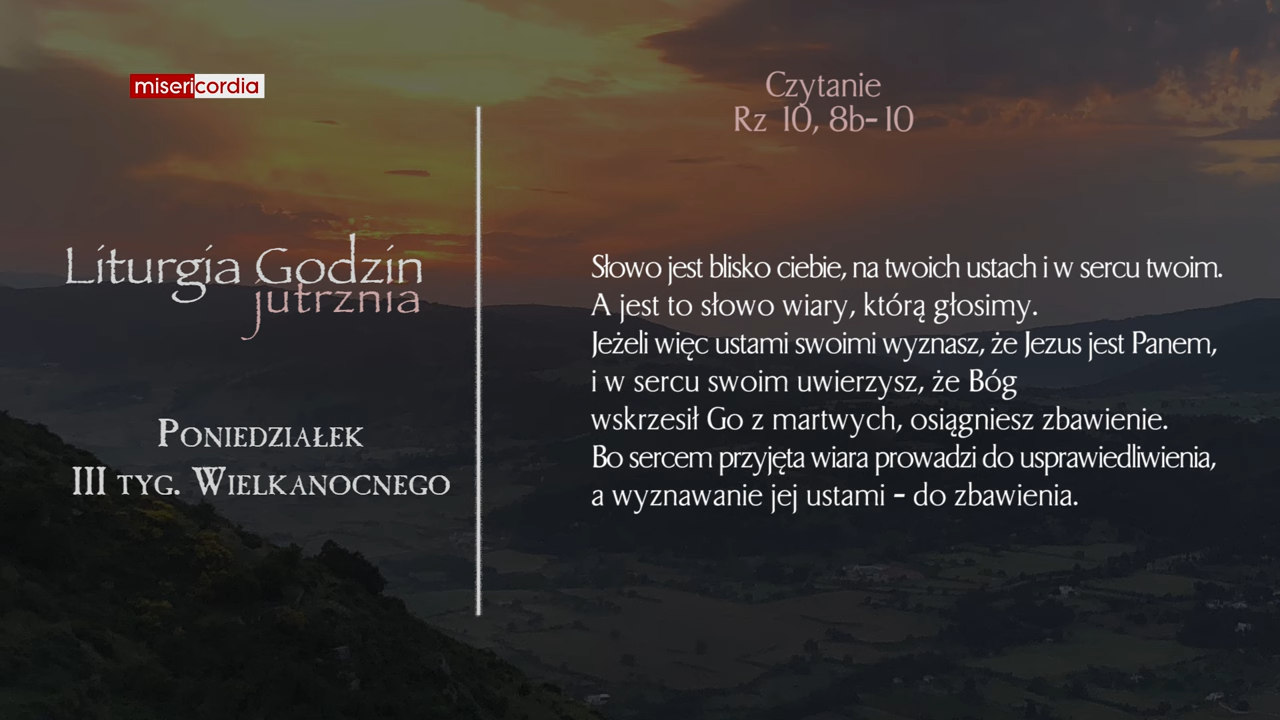 misericordia
Liturgia Godzin
jutrznia
Poniedziałek
III tyg. Wielkanocnego
Czytanie
Rz 10, 8b-10
Słowo jest blisko ciebie, na twoich ustach i w sercu twoim.
A jest to słowo wiary, którą głosimy.
Jeżeli więc ustami swoimi wyznasz, że Jezus jest Panem,
i w sercu swoim uwierzysz, że Bóg
wskrzesił Go z martwych, osiągniesz zbawienie.
Bo sercem przyjęta wiara prowadzi do usprawiedliwienia,
a wyznawanie jej ustami - do zbawienia.